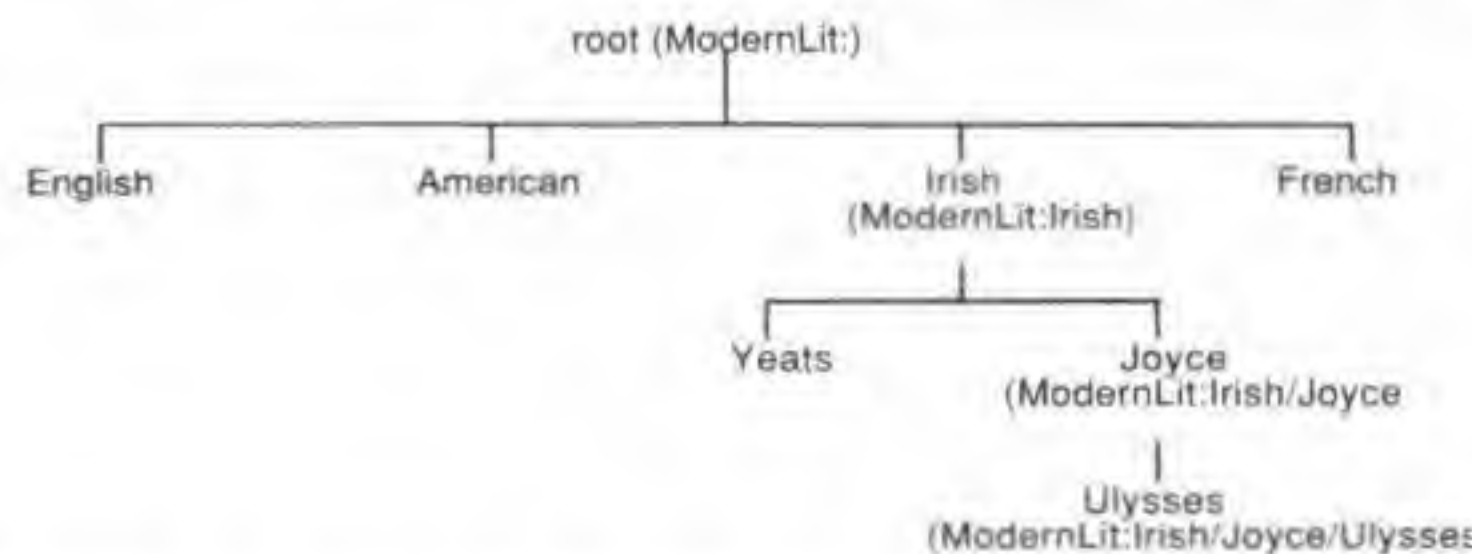 root (ModernLit:)
English American Irish French
(ModernLit:Irish)
Yeats Joyce
(ModernLit:Irish/Joyce
Ulysses
(ModernLit:Irish/Joyce/Ulysses